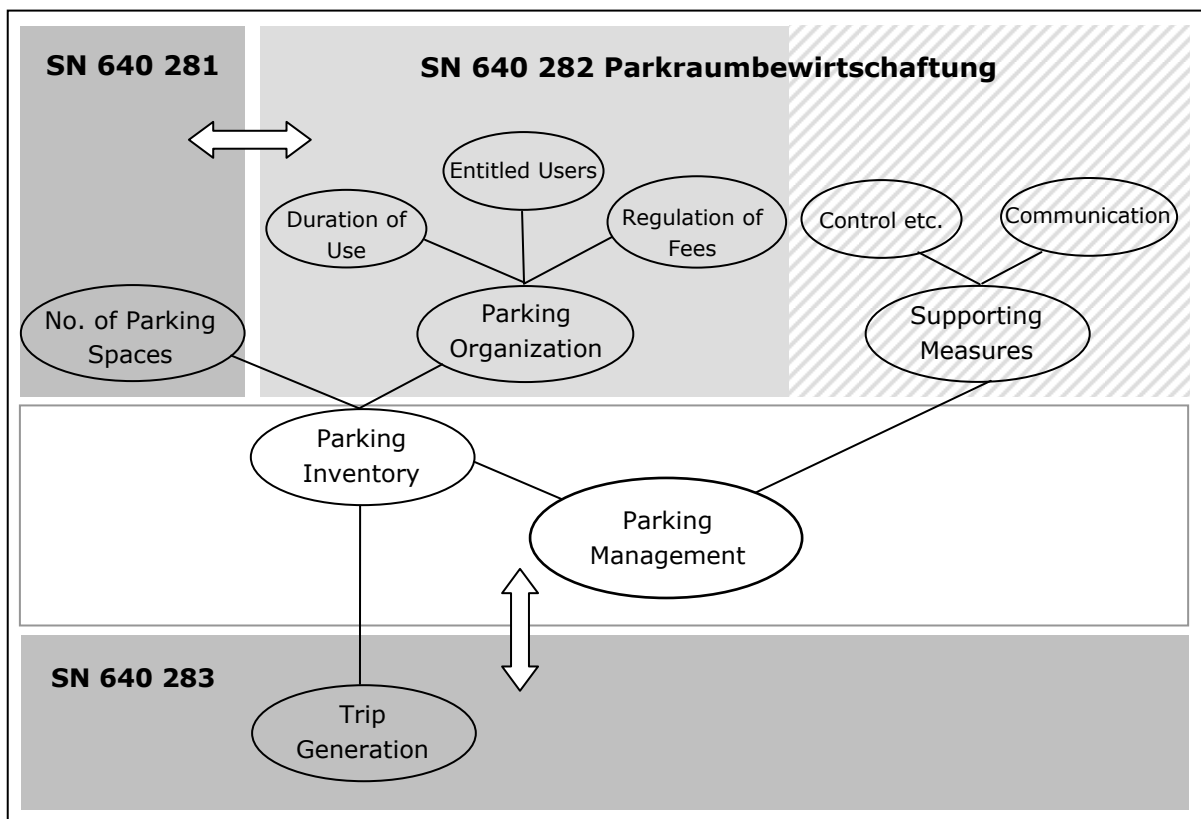 SN 640 281
SN 640 282 Parkraumbewirtschaftung
Entitled Users
Duration of
Use
Regulation of
Fees
Control etc.
Communication
No. of Parking
Spaces
Parking
Organization
Supporting
Measures
Parking
Inventory
Parking
Management
SN 640 283
Trip
Generation